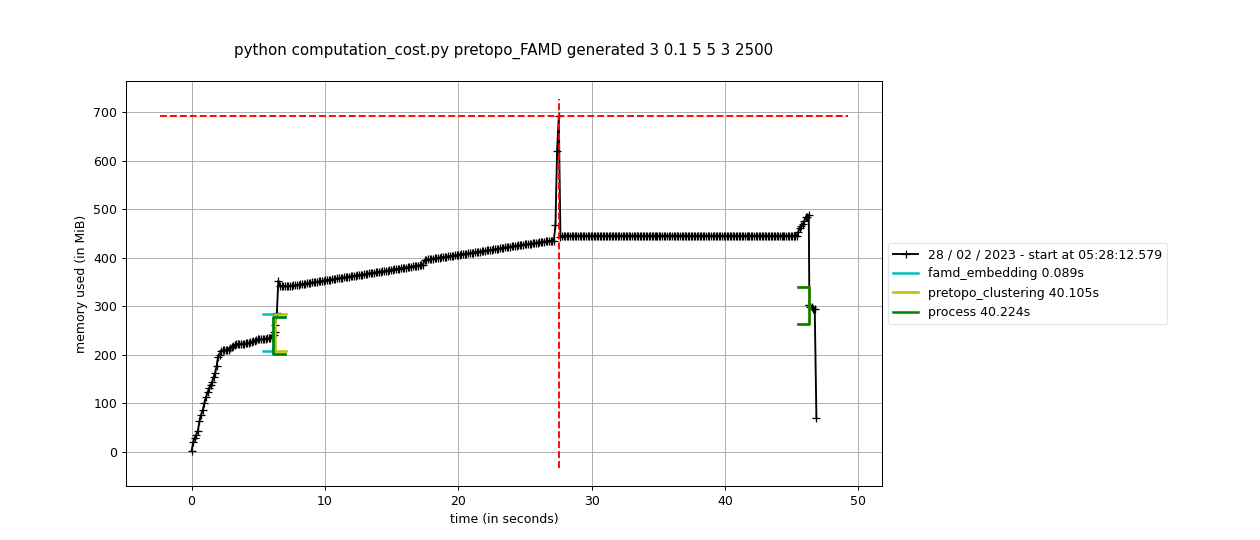 python computation_cost.py pretopo_FAMD generated 3 0.1 5 5 3 2500
memory used (in MiB)
700
600
500
400
300
200
100
0
0 10 20 30 40 50
time (in seconds)
28 / 02 / 2023 - start at 05:28:12.579
famd_embedding 0.089s
pretopo_clustering 40.105s
process 40.224s